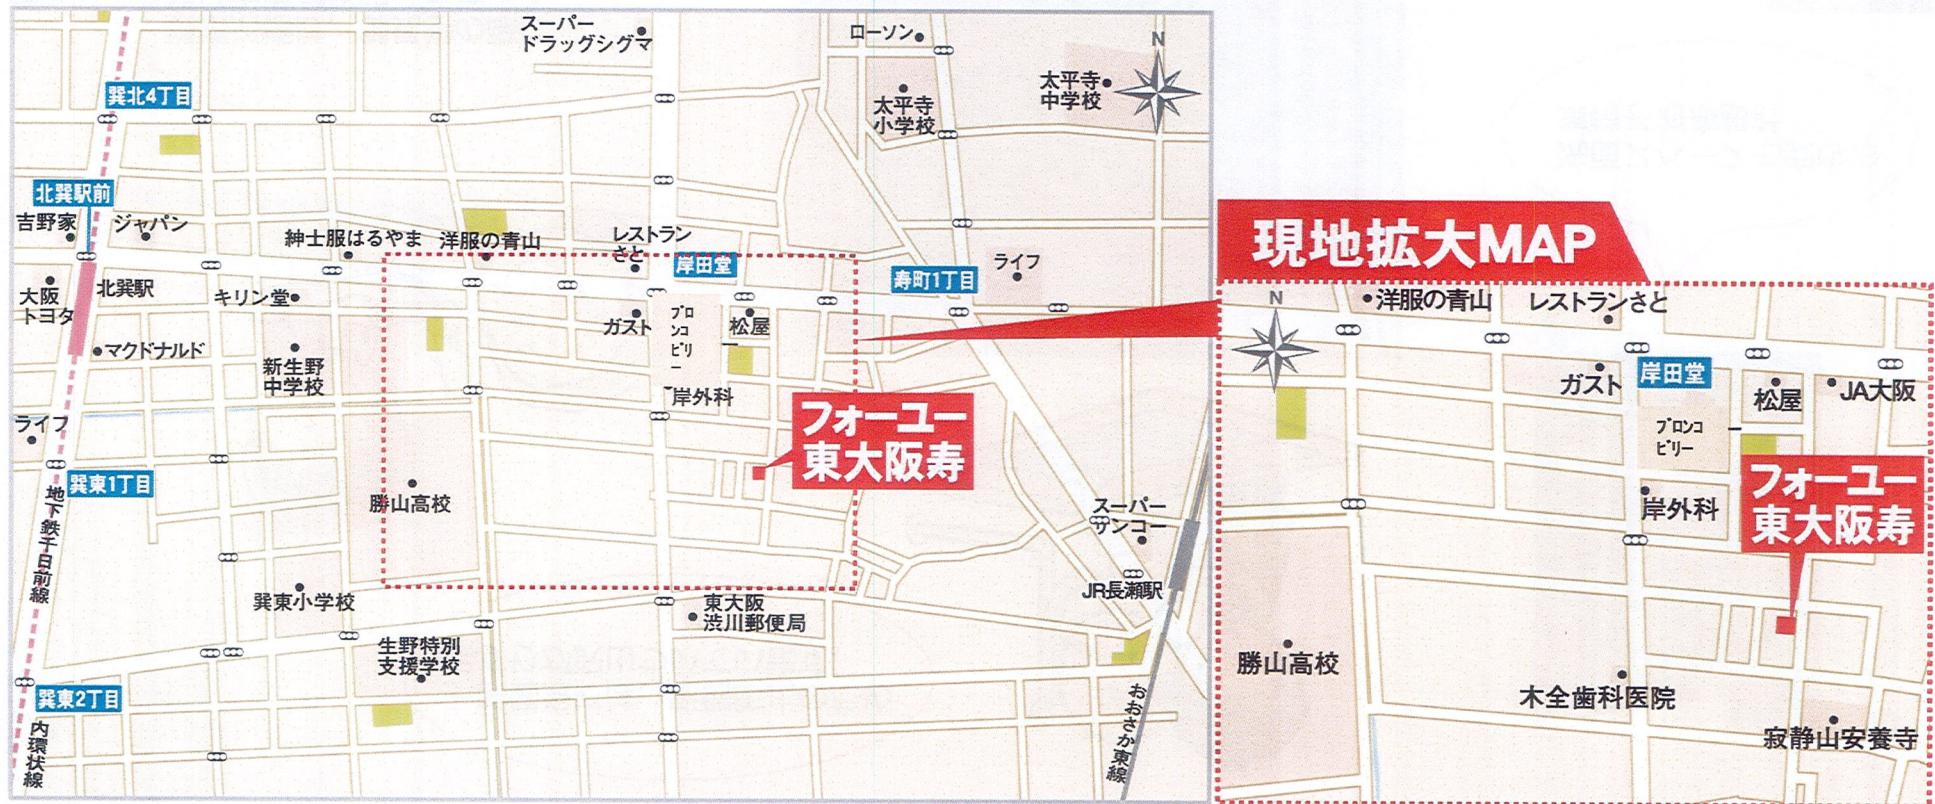 スーパー
ドラッグシグマ
ローソン
N
太平寺
中学校
太平寺
小学校
巽北4丁目
北巽駅前
吉野家
ジャパン
紳士服はるやま
洋服の青山
レストラン
さと
岸田堂
寿町1丁目
ライフ
大阪
トヨタ
北巽駅
キリン堂
ガスト
ブロ
ンコ
ビリ
ー
松屋
マクドナルド
新生野
中学校
岸外科
フォーユー
東大阪寿
ライフ
巽東1丁目
地下鉄千日前線
勝山高校
スーパー
サンコー
JR長瀬駅
巽東小学校
東大阪
渋川郵便局
生野特別
支援学校
巽東2丁目
内環状線
おおさか東線
現地拡大MAP
N
洋服の青山
レストランさと
ガスト
岸田堂
松屋
JA大阪
ブロンコ
ビリー
岸外科
フォーユー
東大阪寿
勝山高校
木全歯科医院
寂静山安養寺